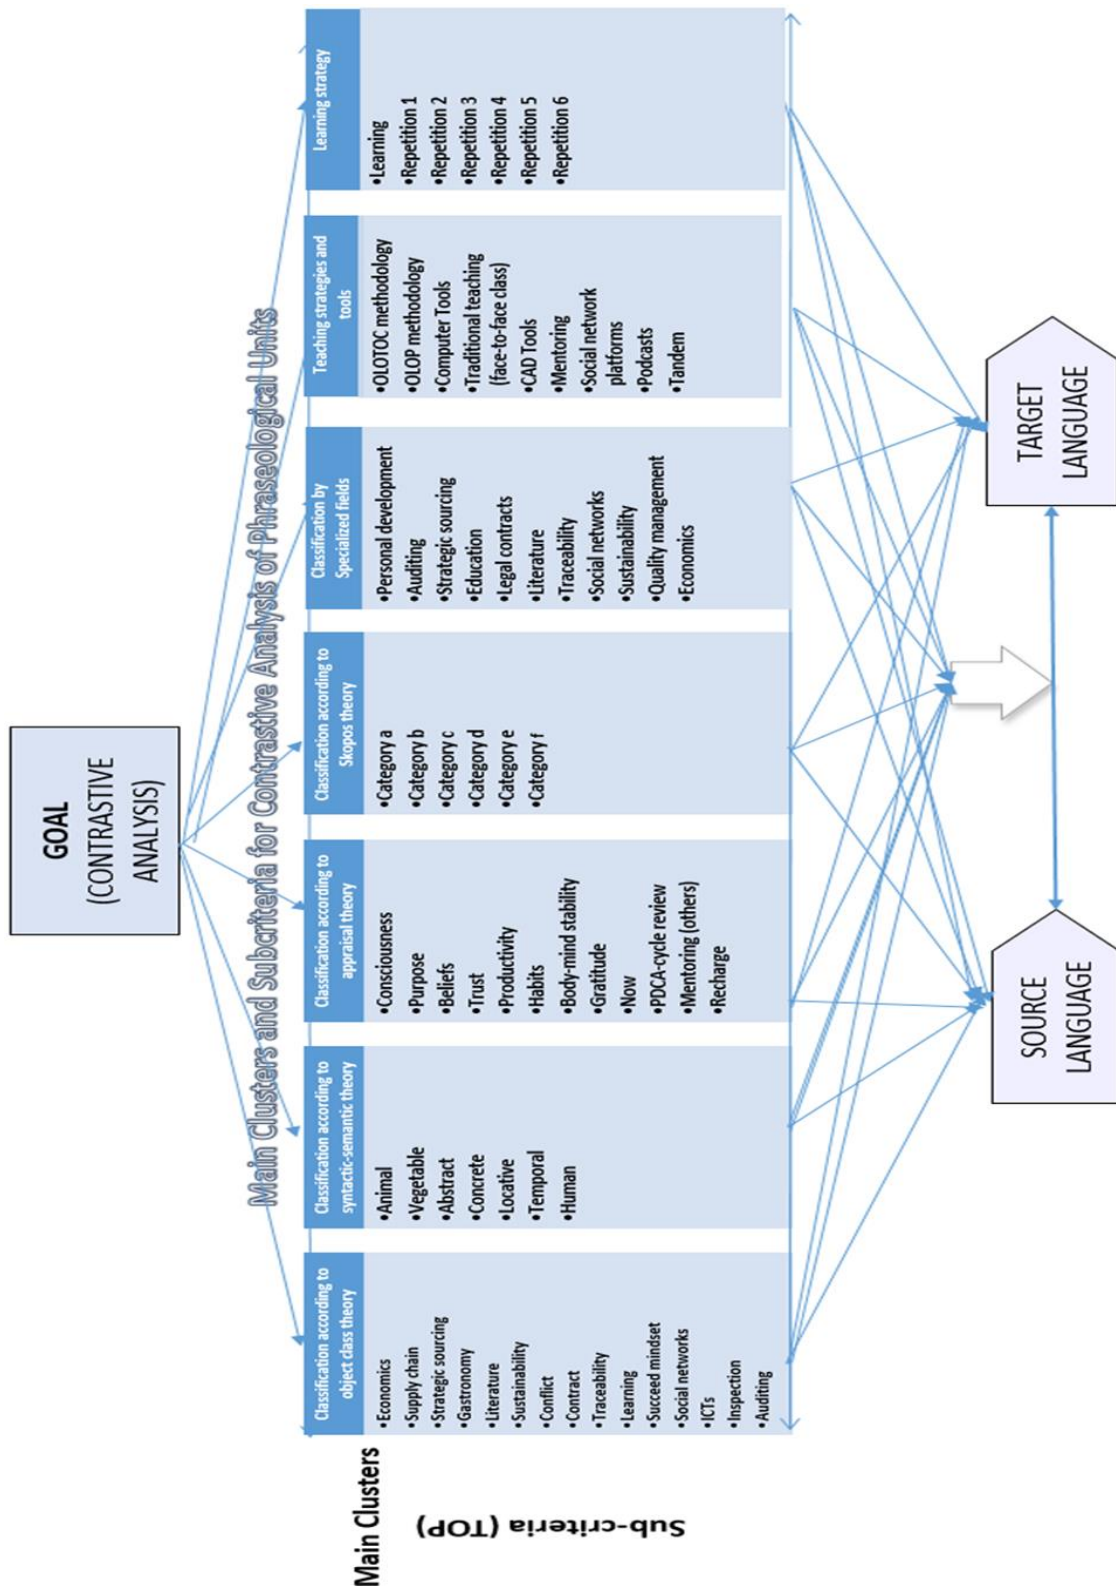 GOAL
(CONTRASTIVE
ANALYSIS)
Main Clusters and Subcriteria for Contrastive Analysis of Phraseological Units
Main Clusters
Sub-criteria (TOP)
Classification according to
object class theory
•Economics
•Supply chain
•Strategic sourcing
•Gastronomy
•Literature
•Sustainability
•Conflict
•Contract
•Traceability
•Learning
•Succeed mindset
•Social networks
•ICTs
•Inspection
•Auditing
Classification according to
syntactic-semantic theory
•Animal
•Vegetable
•Abstract
•Concrete
•Locative
•Temporal
•Human
Classification according to
appraisal theory
•Consciousness
•Purpose
•Beliefs
•Trust
•Productivity
•Habits
•Body-mind stability
•Gratitude
•Now
•PDCA-cycle review
•Mentoring (others)
•Recharge
Classification according to
Skopos theory
•Category a
•Category b
•Category c
•Category d
•Category e
•Category f
Classification by
Specialized fields
•Personal development
•Auditing
•Strategic sourcing
•Education
•Legal contracts
•Literature
•Traceability
•Social networks
•Sustainability
•Quality management
•Economics
Teaching strategies and
tools
•OLOTOC methodology
•OLOP methodology
•Computer Tools
•Traditional teaching
(face-to-face class)
•CAD Tools
•Mentoring
•Social network
platforms
•Podcasts
•Tandem
Learning strategy
•Learning
•Repetition 1
•Repetition 2
•Repetition 3
•Repetition 4
•Repetition 5
•Repetition 6
SOURCE
LANGUAGE
TARGET
LANGUAGE